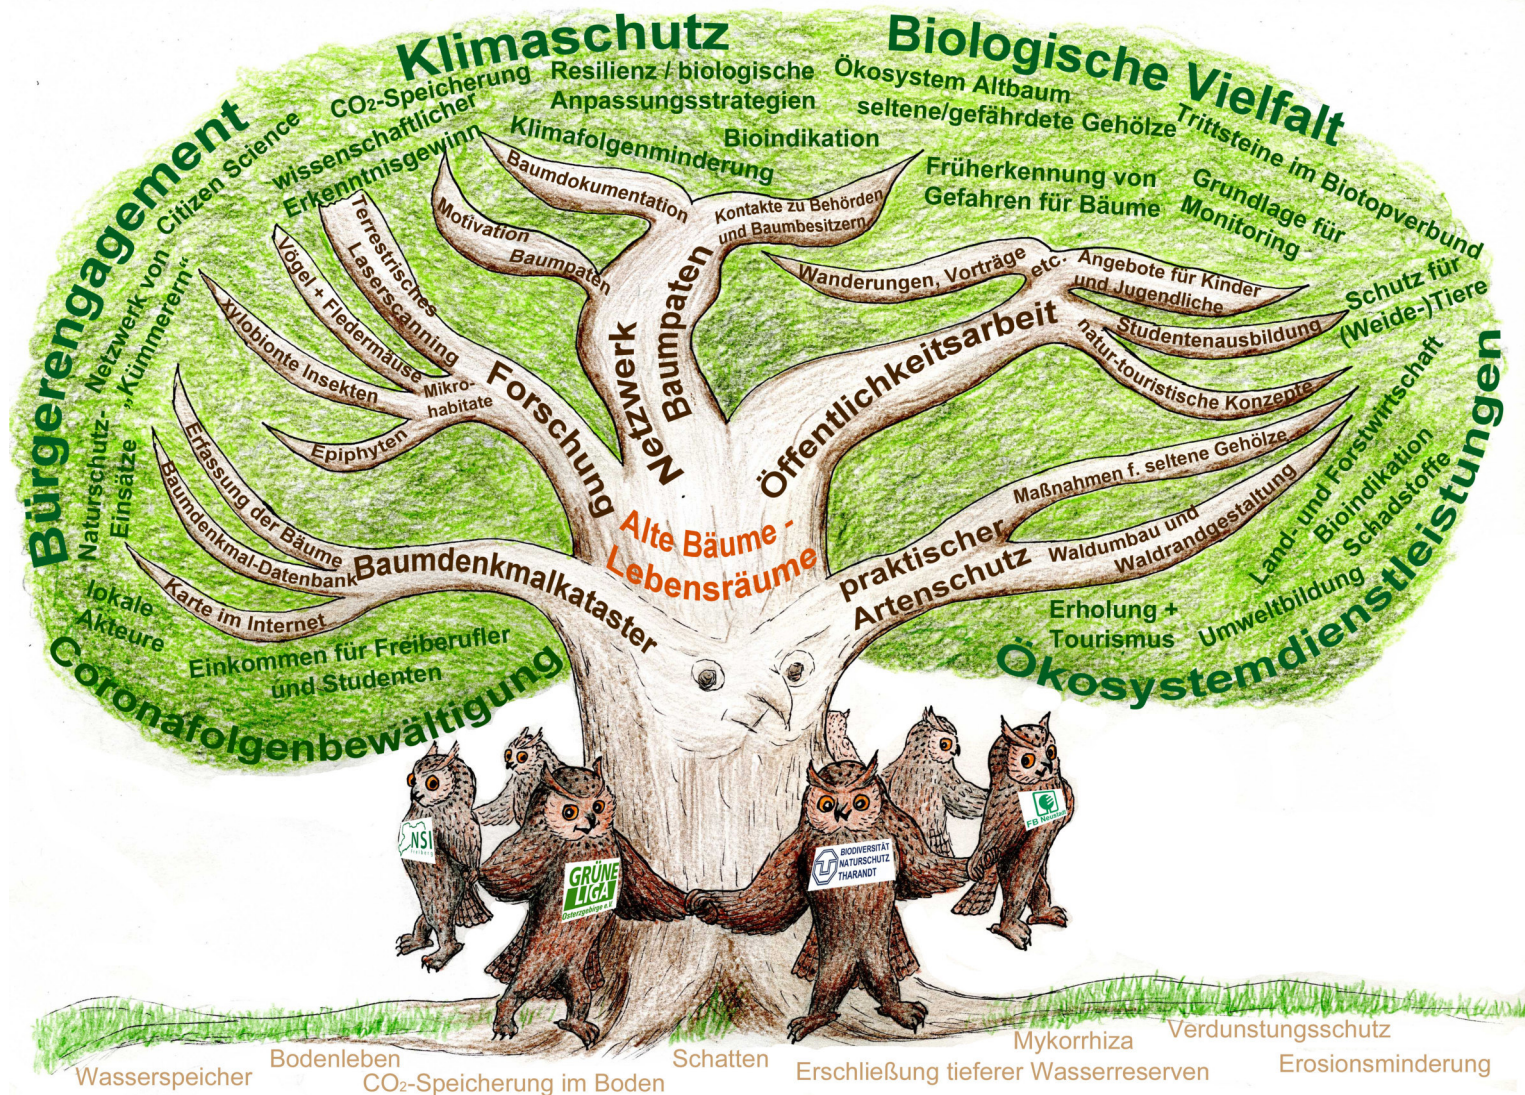 Klimaschutz
CO₂-Speicherung
wissenschaftlicher
Erkenntnisgewinn
Resilienz / biologische
Anpassungsstrategien
Klimafolgenminderung
Bioindikation
Biologische Vielfalt
Ökosystem Altbaum
seltene/gefährdete Gehölze
Trittsteine im Biotopverbund
Früherkennung von
Gefahren für Bäume
Grundlage für
Monitoring
Schutz für
(Weide-)Tiere
Bürgerengagement
Citizen Science
Netzwerk von
„Kümmerern“
Naturschutz-
Einsätze
Baumdokumentation
Motivation
Baumpaten
Kontakte zu Behörden
und Baumbesitzern
Netzwerk
Baumpaten
Terrestrisches
Laserscanning
Vögel + Fledermäuse
xylobionte Insekten
Mikro-
habitate
Epiphyten
Forschung
Wanderungen, Vorträge
etc.
Angebote für Kinder
und Jugendliche
Studentenausbildung
natur-touristische Konzepte
Öffentlichkeitsarbeit
Erfassung der Bäume
Baumdenkmal-Datenbank
Karte im Internet
Baumdenkmalkataster
Alte Bäume -
Lebensräume
praktischer
Artenschutz
Maßnahmen f. seltene Gehölze
Waldumbau und
Waldrandgestaltung
Ökosystemdienstleistungen
Land- und Forstwirtschaft
Bioindikation
Schadstoffe
Umweltbildung
Erholung +
Tourismus
lokale
Akteure
Einkommen für Freiberufler
und Studenten
Coronafolgenbewältigung
NSI
Freiberg
GRÜNE
LIGA
Osterzgebirge e.V.
BIODIVERSITÄT
NATURSCHUTZ
THARANDT
FB Neustadt
Wasserspeicher
Bodenleben
CO₂-Speicherung im Boden
Schatten
Erschließung tieferer Wasserreserven
Mykorrhiza
Verdunstungsschutz
Erosionsminderung